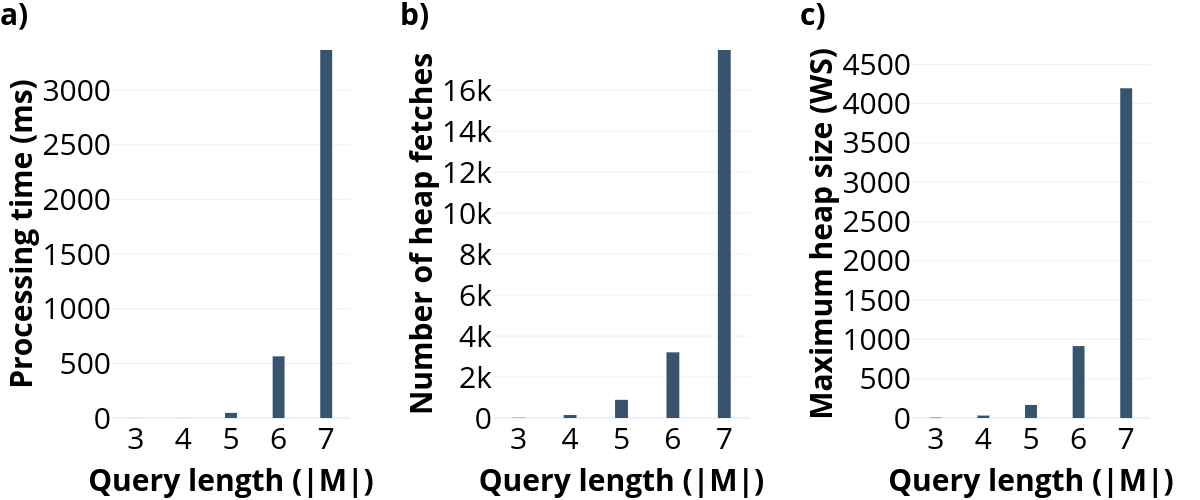 a)
Processing time (ms)
3000
2500
2000
1500
1000
500
0
3 4 5 6 7
Query length (|M|)
b)
Number of heap fetches
16k
14k
12k
10k
8k
6k
4k
2k
0
3 4 5 6 7
Query length (|M|)
c)
Maximum heap size (WS)
4500
4000
3500
3000
2500
2000
1500
1000
500
0
3 4 5 6 7
Query length (|M|)